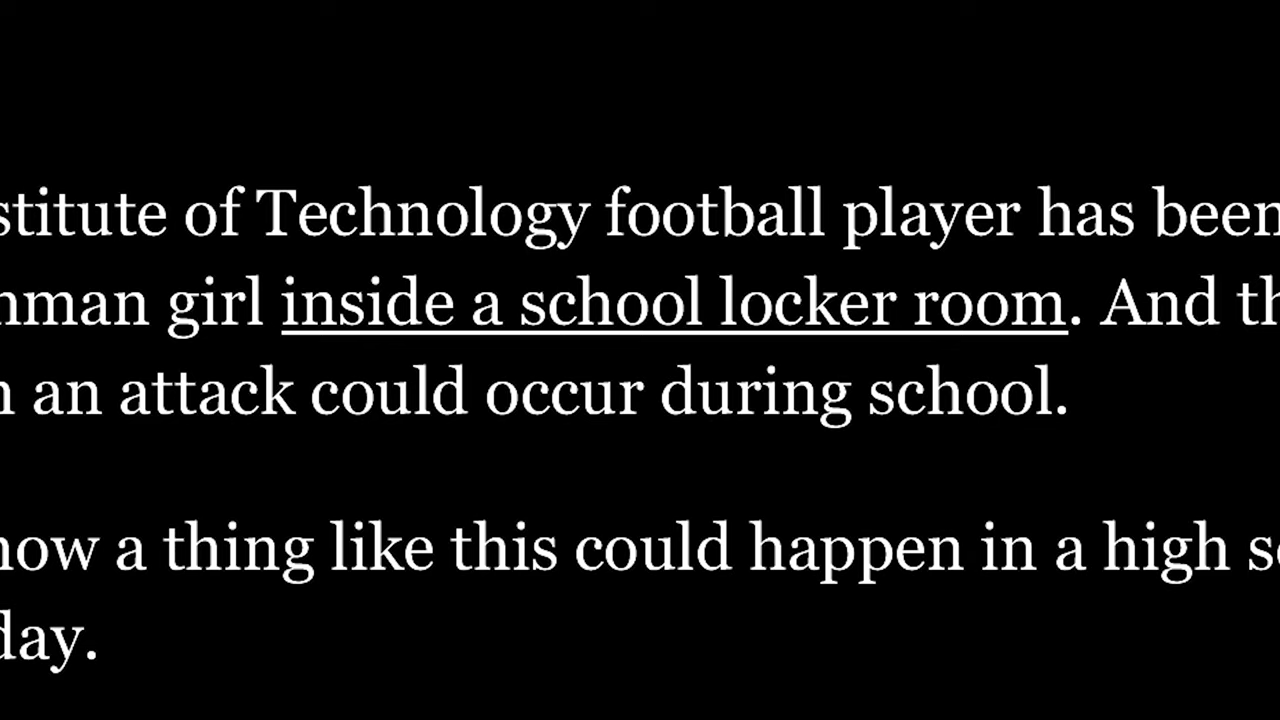 stitute of Technology football player has been
man girl inside a school locker room. And th
an attack could occur during school.
how a thing like this could happen in a high s
day.